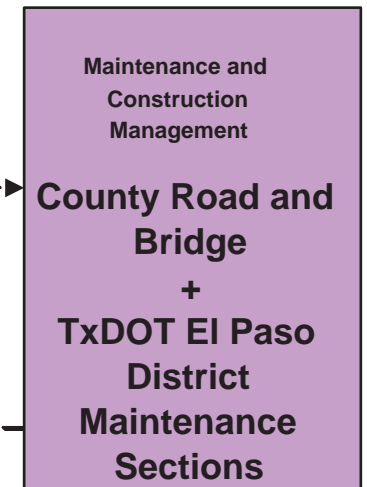 Maintenance and
Construction
Management
County Road and
Bridge
+
TxDOT El Paso
District
Maintenance
Sections